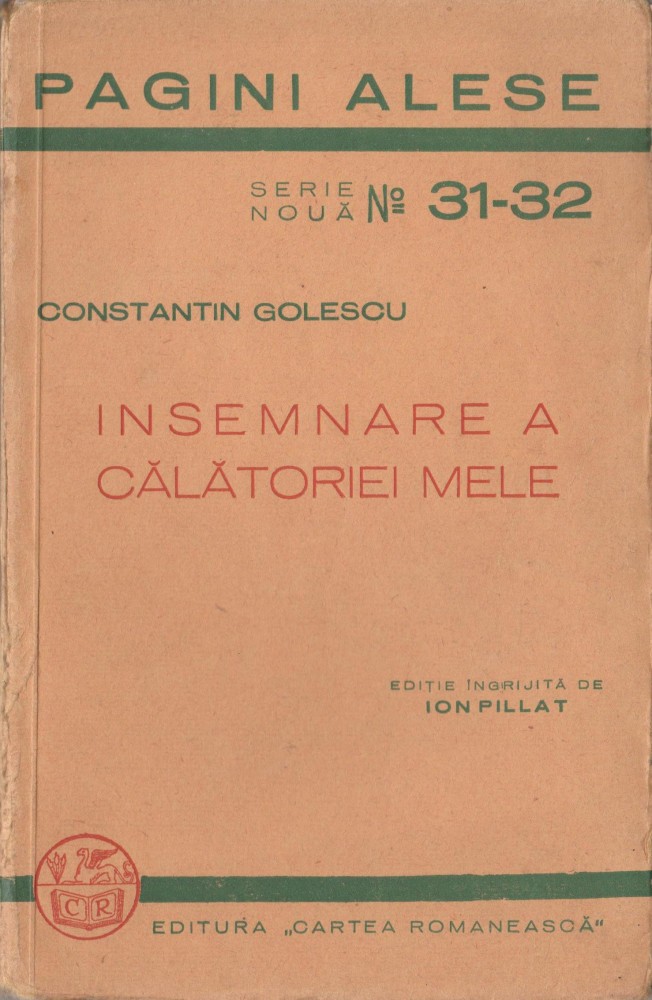 PAGINI ALESE
SERIE
NOUĂ № 31-32
CONSTANTIN GOLESCU
INSEMNARE A
CĂLĂTORIEI MELE
EDIȚIE ÎNGRIJITĂ DE
ION PILLAT
C R
EDITURA „CARTEA ROMANEASCĂ"